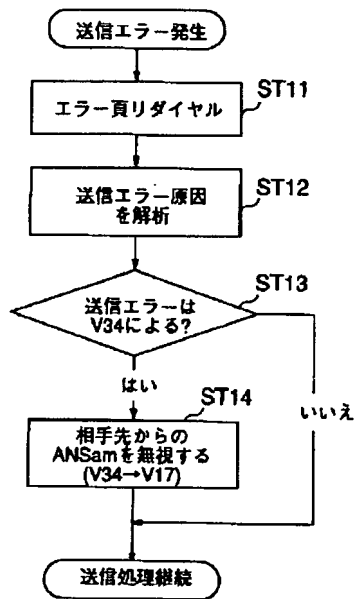 送信エラー発生
ST11
エラー頁リダイヤル
ST12
送信エラー原因
を解析
ST13
送信エラーは
V34による?
はい
いいえ
ST14
相手先からの
ANSamを無視する
(V34→V17)
送信処理継続